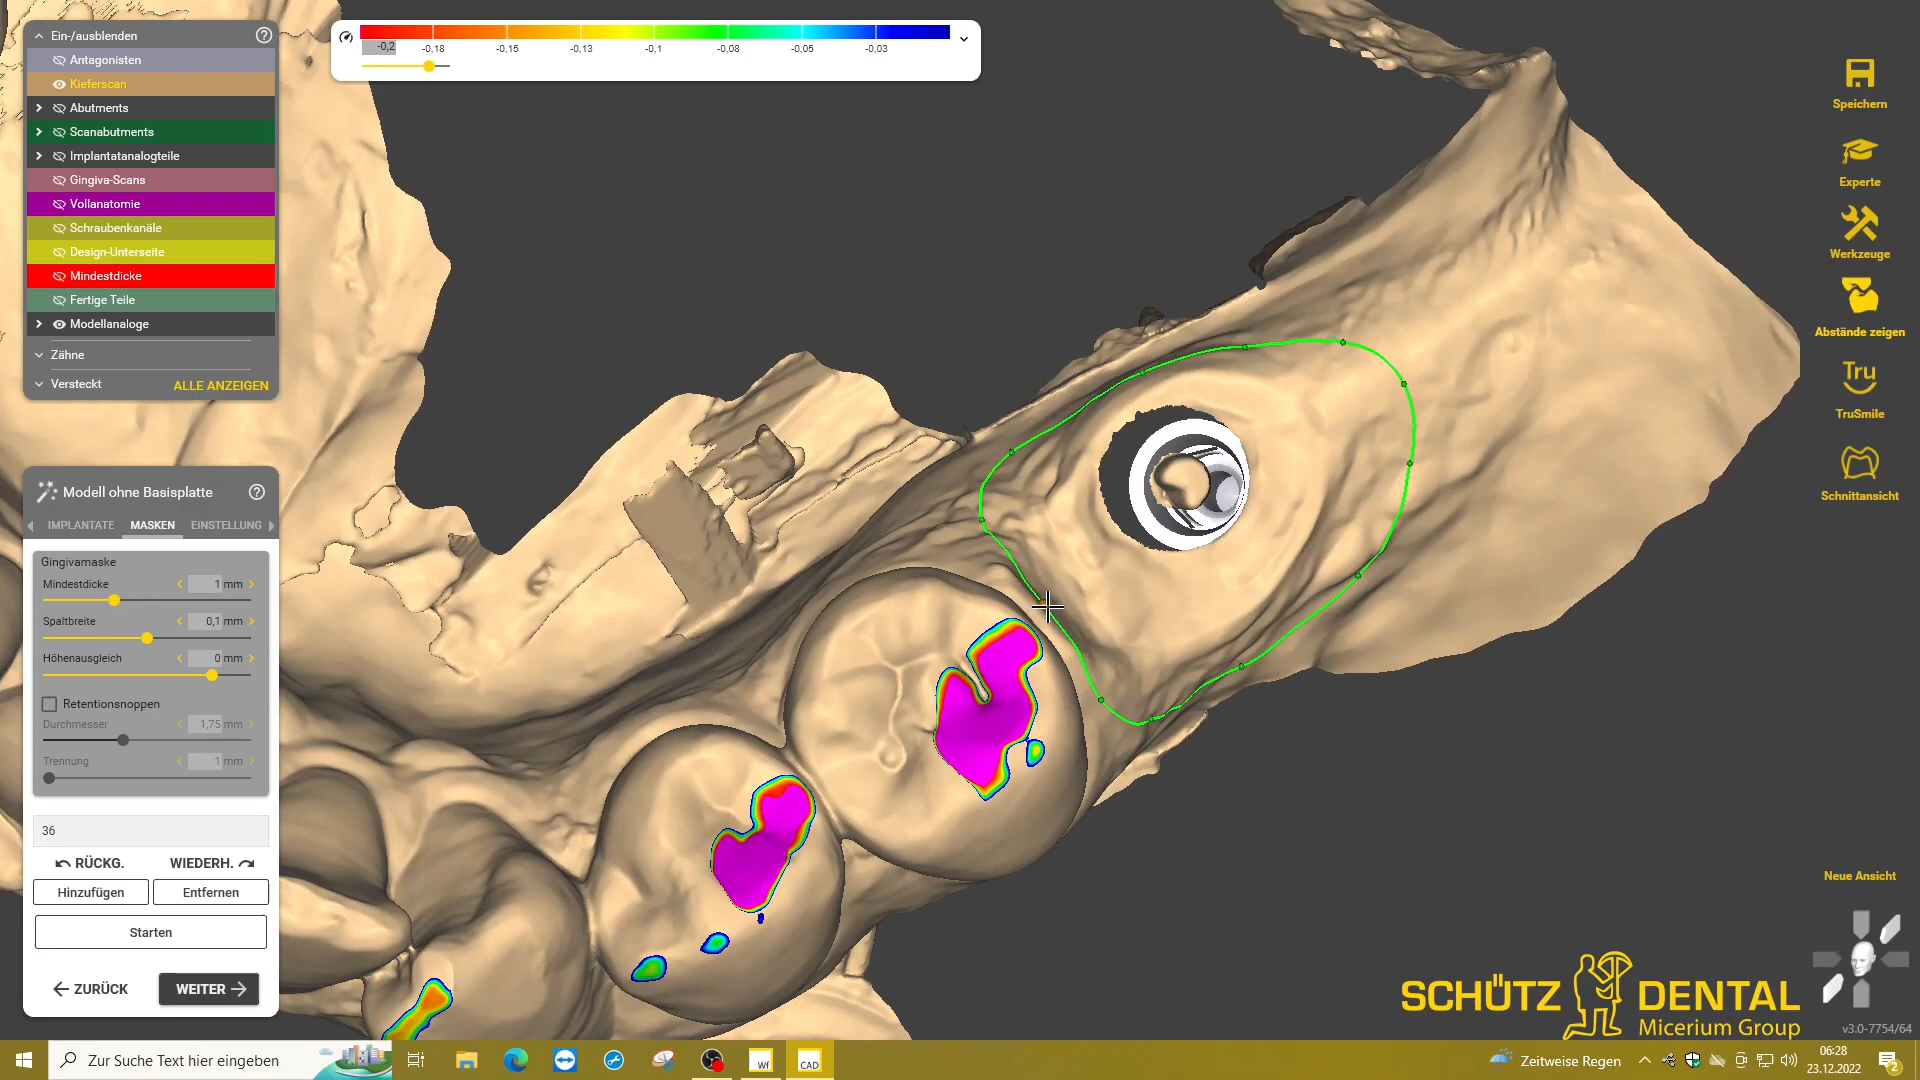 Ein-/ausblenden
Antagonisten
Kieferscan
Abutments
Scanabutments
Implantatanalogteile
Gingiva-Scans
Vollanatomie
Schraubenkanäle
Design-Unterseite
Mindestdicke
Fertige Teile
Modellanaloge
Zähne
Versteckt ALLE ANZEIGEN
-0,2 -0,18 -0,15 -0,13 -0,1 -0,08 -0,05 -0,03
Modell ohne Basisplatte
IMPLANTATE MASKEN EINSTELLUNG
Gingivamaske
Mindestdicke 1 mm
Spaltbreite 0,1 mm
Höhenausgleich 0 mm
Retentionsnoppen
Durchmesser 1,75 mm
Trennung 1 mm
36
RÜCKG. WIEDERH.
Hinzufügen Entfernen
Starten
ZURÜCK WEITER
Speichern
Experte
Werkzeuge
Abstände zeigen
Tru
TruSmile
Schnittansicht
Neue Ansicht
SCHÜTZ DENTAL
Micerium Group
v3.0-7754/64
Zur Suche Text hier eingeben
Wf
CAD
Zeitweise Regen
06:28
23.12.2022
2